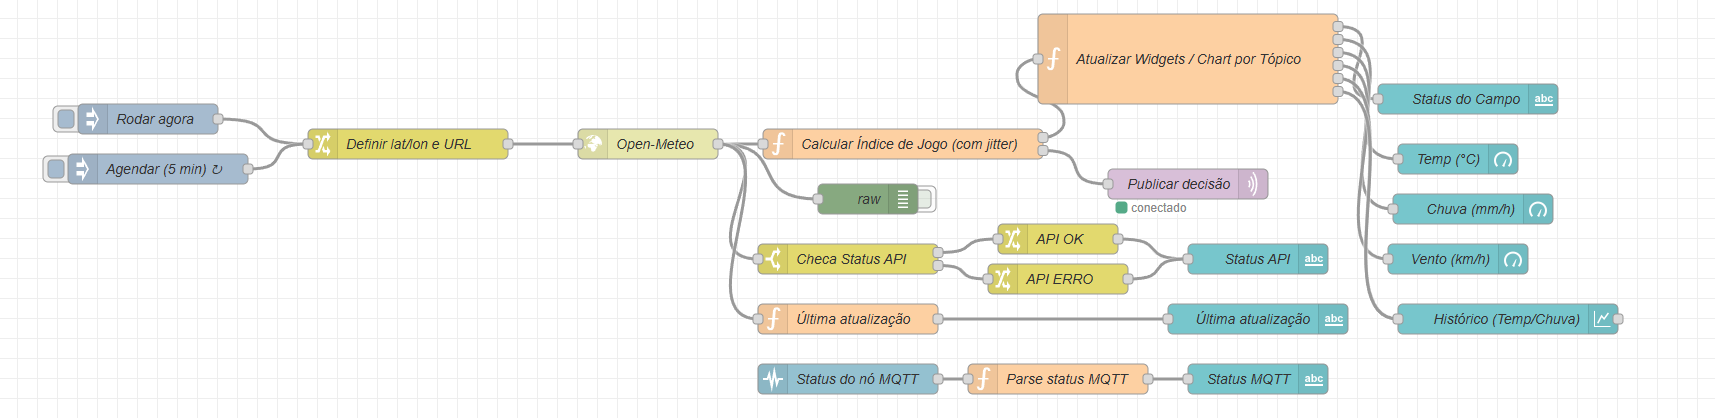 Atualizar Widgets / Chart por Tópico
Status do Campo
abc
Rodar agora
Definir lat/lon e URL
Open-Meteo
Calcular Índice de Jogo (com jitter)
Temp (°C)
Agendar (5 min) ↻
Publicar decisão
conectado
raw
Chuva (mm/h)
API OK
Checa Status API
Status API
abc
Vento (km/h)
API ERRO
Última atualização
Última atualização
abc
Histórico (Temp/Chuva)
Status do nó MQTT
Parse status MQTT
Status MQTT
abc